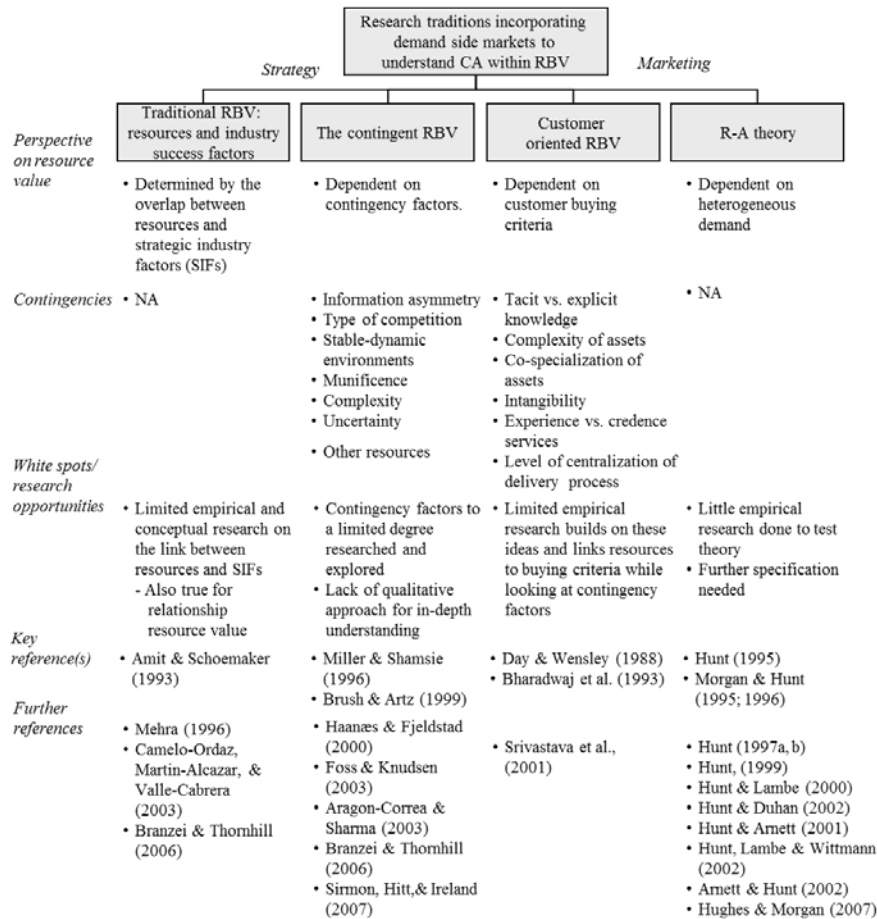 Research traditions incorporating
demand side markets to
understand CA within RBV
Strategy
Marketing
Traditional RBV:
resources and industry
success factors
The contingent RBV
Customer
oriented RBV
R-A theory
Perspective
on resource
value
• Determined by the
overlap between
resources and
strategic industry
factors (SIFs)
• Dependent on
contingency factors.
• Dependent on
customer buying
criteria
• Dependent on
heterogeneous
demand
Contingencies
• NA
• Information asymmetry
• Type of competition
• Stable-dynamic
environments
• Munificence
• Complexity
• Uncertainty
• Other resources
• Tacit vs. explicit
knowledge
• Complexity of assets
• Co-specialization of
assets
• Intangibility
• Experience vs. credence
services
• Level of centralization of
delivery process
• NA
White spots/
research
opportunities
• Limited empirical and
conceptual research on
the link between
resources and SIFs
- Also true for
relationship
resource value
• Contingency factors to
a limited degree
researched and
explored
• Lack of qualitative
approach for in-depth
understanding
• Limited empirical
research builds on these
ideas and links resources
to buying criteria while
looking at contingency
factors
• Little empirical
research done to test
theory
• Further specification
needed
Key
reference(s)
• Amit & Schoemaker
(1993)
• Miller & Shamsie
(1996)
• Brush & Artz (1999)
• Day & Wensley (1988)
• Bharadwaj et al. (1993)
• Hunt (1995)
• Morgan & Hunt
(1995; 1996)
Further
references
• Mehra (1996)
• Camelo-Ordaz,
Martin-Alcazar, &
Valle-Cabrera
(2003)
• Branzei & Thornhill
(2006)
• Haanæs & Fjeldstad
(2000)
• Foss & Knudsen
(2003)
• Aragon-Correa &
Sharma (2003)
• Branzei & Thornhill
(2006)
• Sirmon, Hitt,& Ireland
(2007)
• Srivastava et al.,
(2001)
• Hunt (1997a, b)
• Hunt, (1999)
• Hunt & Lambe (2000)
• Hunt & Duhan (2002)
• Hunt & Arnett (2001)
• Hunt, Lambe & Wittmann
(2002)
• Arnett & Hunt (2002)
• Hughes & Morgan (2007)